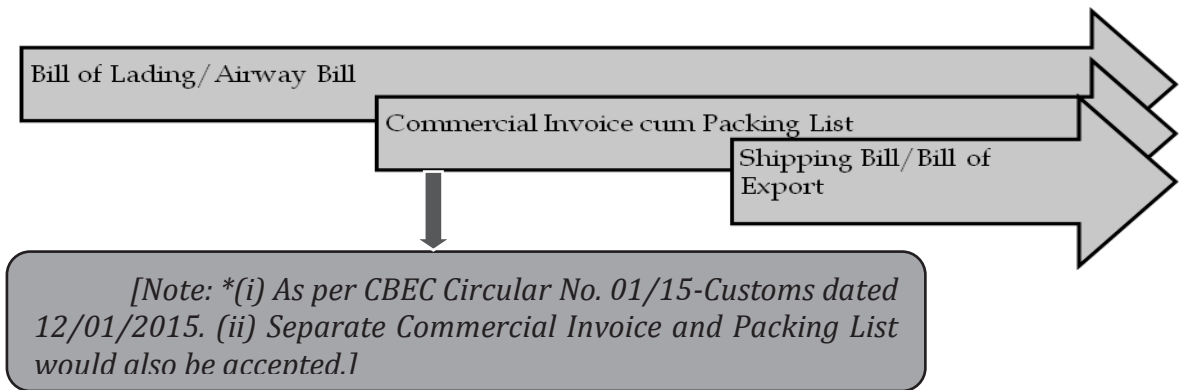 Bill of Lading/Airway Bill
Commercial Invoice cum Packing List
Shipping Bill/Bill of
Export
[Note: *(i) As per CBEC Circular No. 01/15-Customs dated
12/01/2015. (ii) Separate Commercial Invoice and Packing List
would also be accepted.]